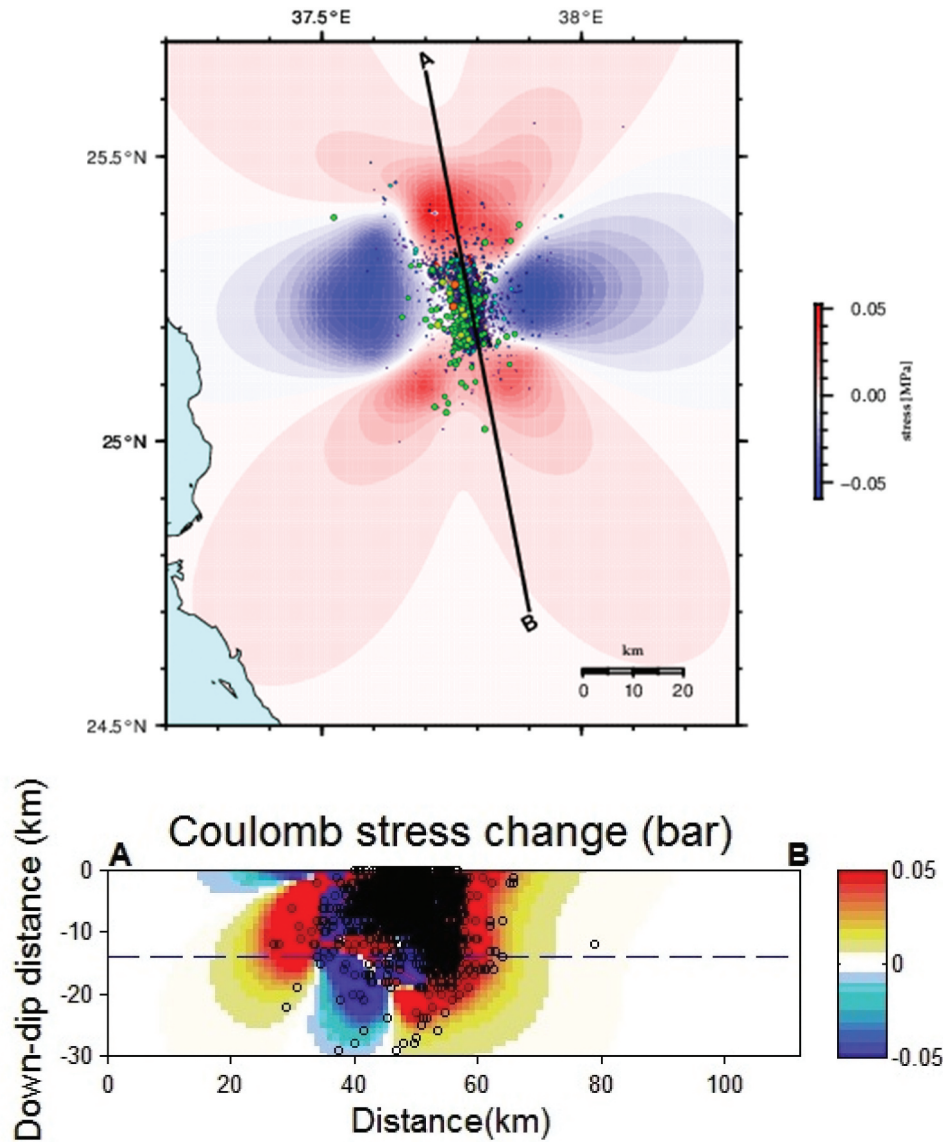 37.5°E 38°E
A
25.5°N
0.05
0.00
stress [MPa]
25°N
−0.05
B
km
0 10 20
24.5°N
Coulomb stress change (bar)
A B
Down-dip distance (km)
0 0.05
-10
0
-20
-30 -0.05
0 20 40 60 80 100
Distance(km)